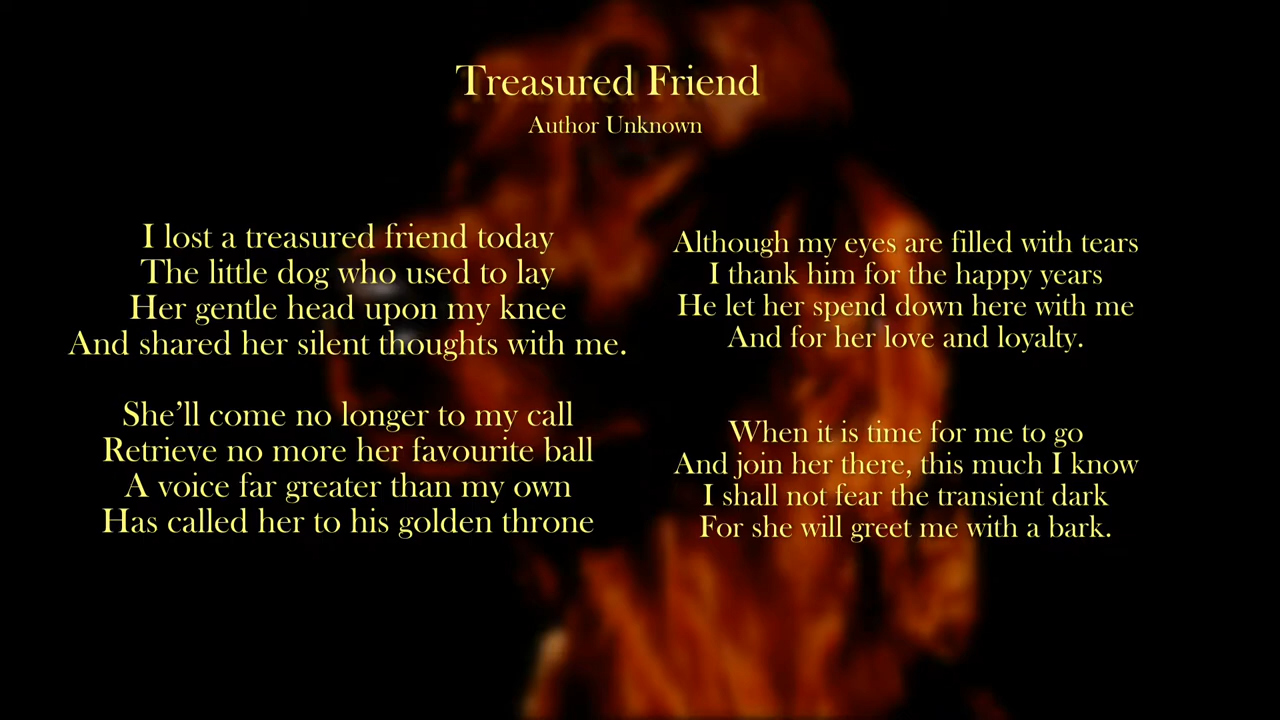 Treasured Friend
Author Unknown
I lost a treasured friend today
The little dog who used to lay
Her gentle head upon my knee
And shared her silent thoughts with me.
She’ll come no longer to my call
Retrieve no more her favourite ball
A voice far greater than my own
Has called her to his golden throne
Although my eyes are filled with tears
I thank him for the happy years
He let her spend down here with me
And for her love and loyalty.
When it is time for me to go
And join her there, this much I know
I shall not fear the transient dark
For she will greet me with a bark.